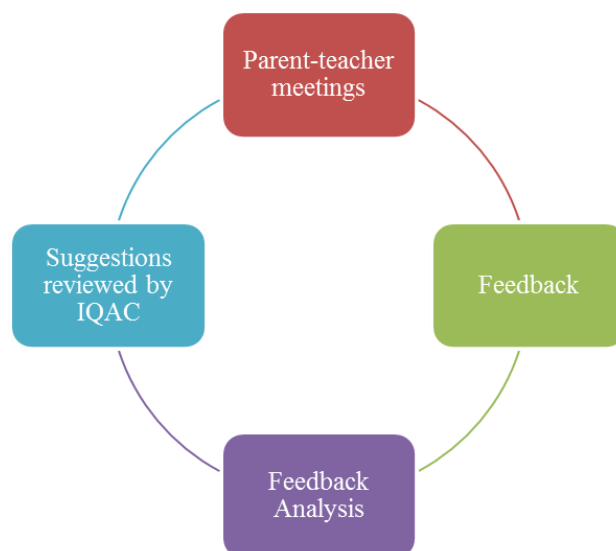 Parent-teacher
meetings
Feedback
Feedback
Analysis
Suggestions
reviewed by
IQAC